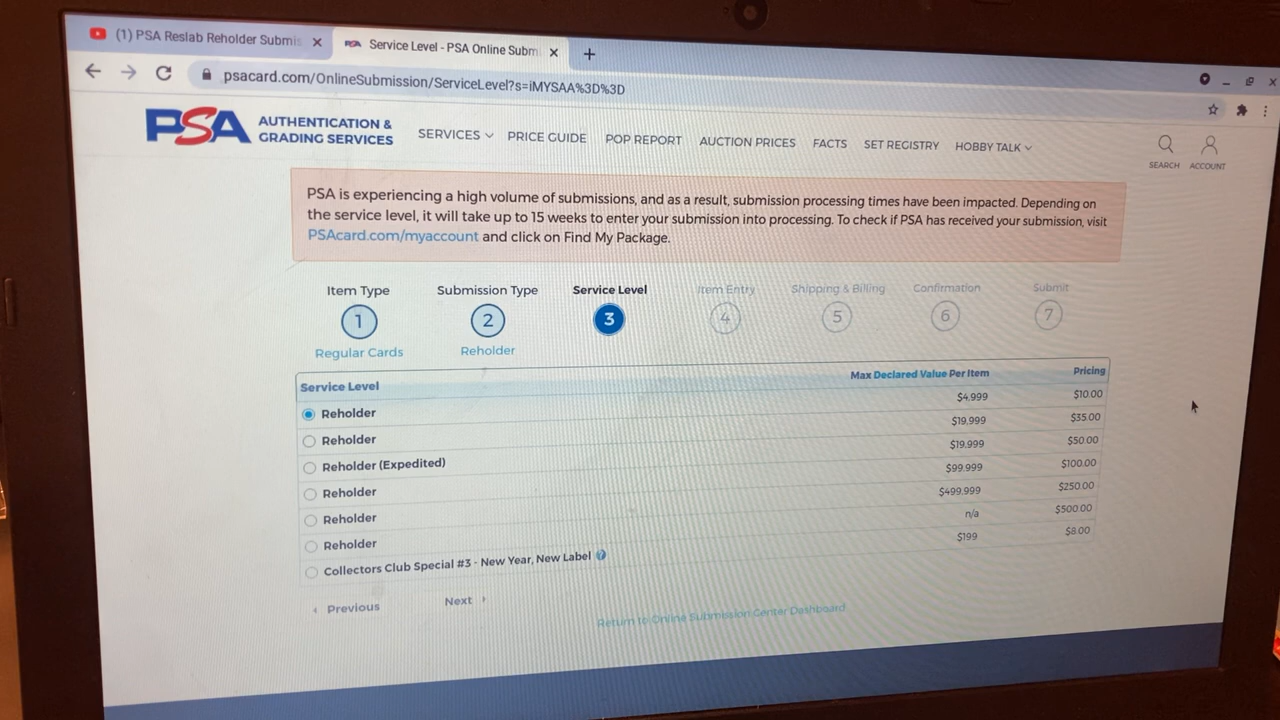 (1) PSA Reslab Reholder Submis
Service Level - PSA Online Subm
psacard.com/OnlineSubmission/ServiceLevel?s=iMYSAA%3D%3D
PSA AUTHENTICATION &
GRADING SERVICES
SERVICES PRICE GUIDE POP REPORT AUCTION PRICES FACTS SET REGISTRY HOBBY TALK
SEARCH ACCOUNT
PSA is experiencing a high volume of submissions, and as a result, submission processing times have been impacted. Depending on
the service level, it will take up to 15 weeks to enter your submission into processing. To check if PSA has received your submission, visit
PSAcard.com/myaccount and click on Find My Package.
Item Type Submission Type Service Level Item Entry Shipping & Billing Confirmation Submit
1 2 3 4 5 6 7
Regular Cards Reholder
Service Level Max Declared Value Per Item Pricing
Reholder $4,999 $10.00
Reholder $19,999 $35.00
Reholder (Expedited) $19,999 $50.00
Reholder $99,999 $100.00
Reholder $499,999 $250.00
Reholder n/a $500.00
Collectors Club Special #3 - New Year, New Label $199 $8.00
Previous Next
Return to Online Submission Center Dashboard